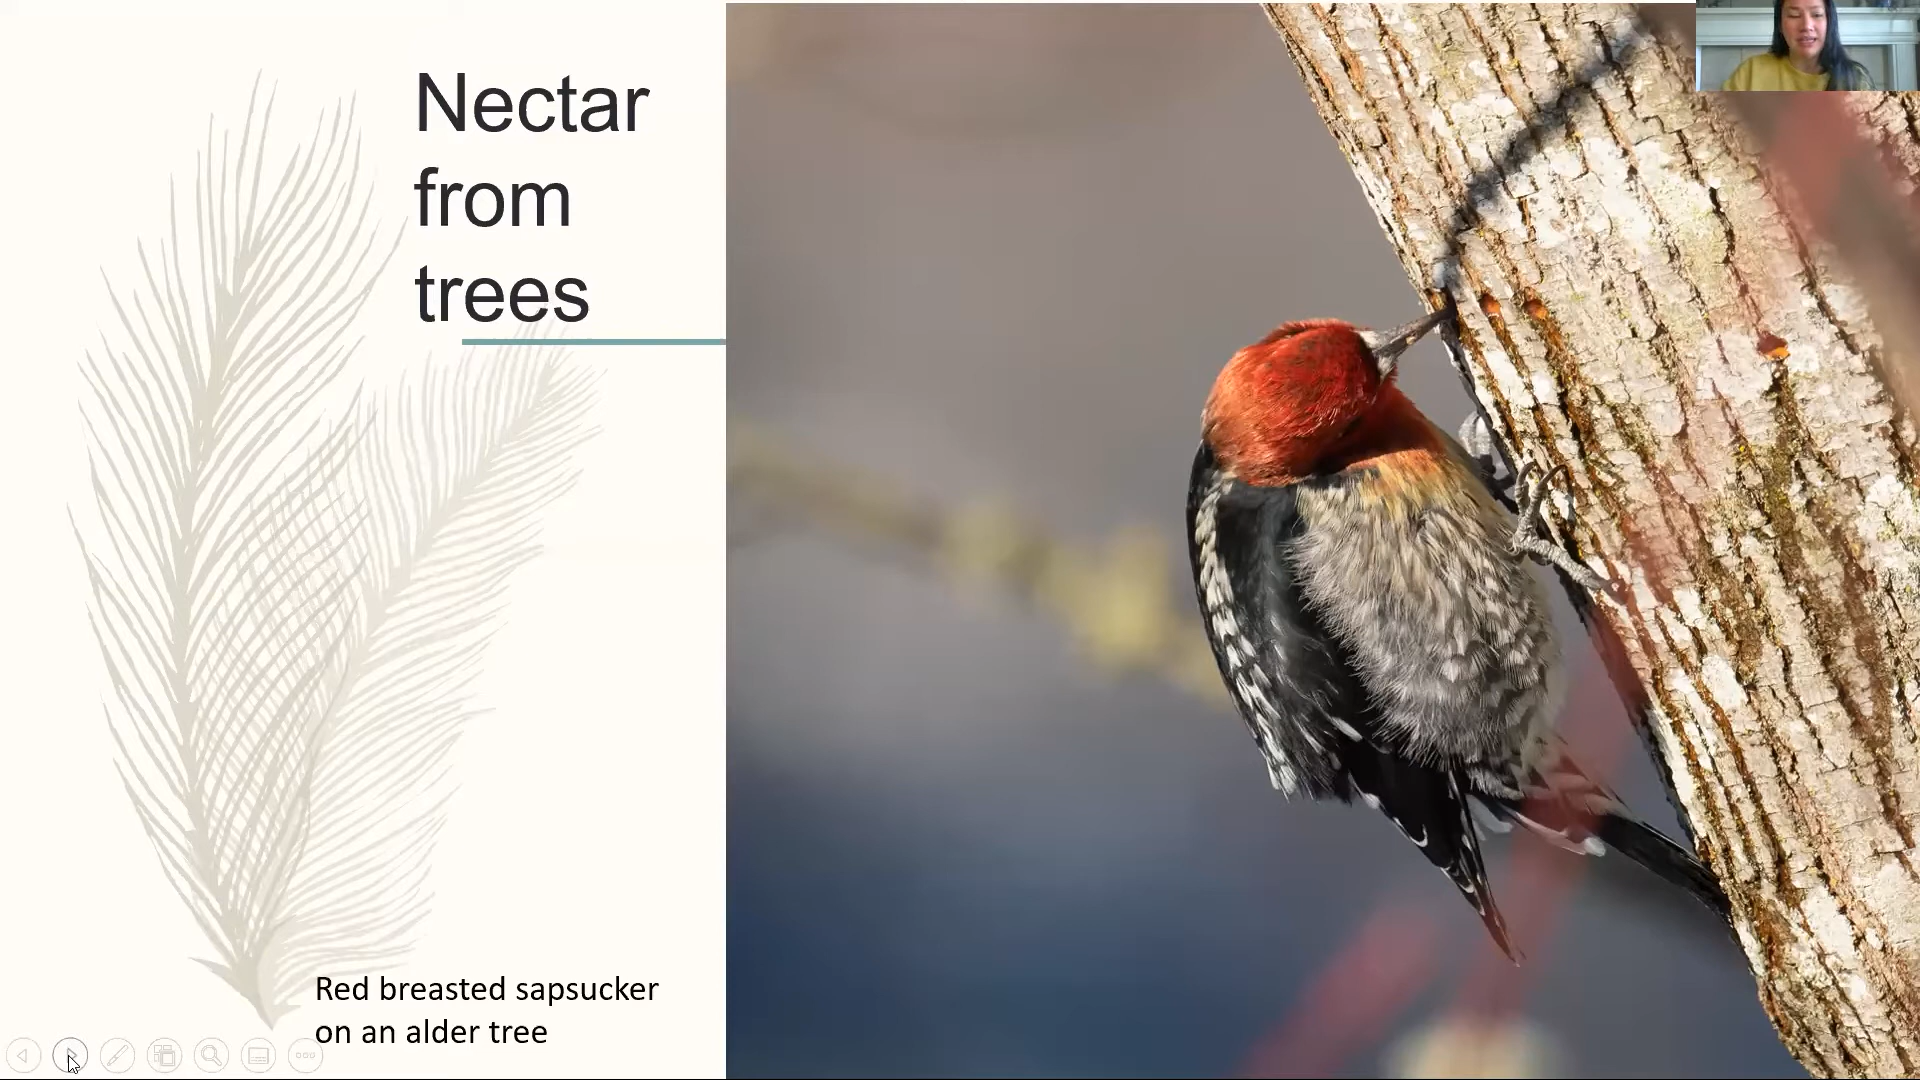 Nectar
from
trees
Red breasted sapsucker
on an alder tree